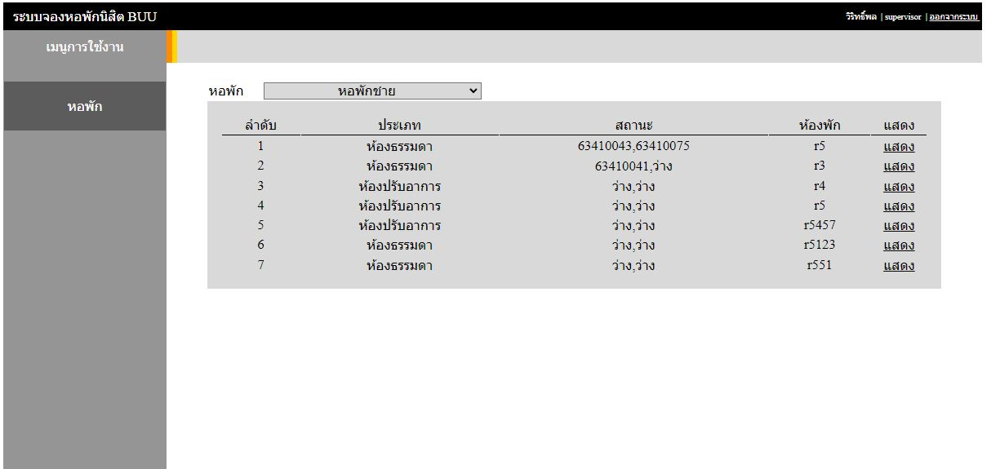 ระบบจองหอพักนิสิต BUU
วิริทธิ์พล | supervisor | ออกจากระบบ
เมนูการใช้งาน
หอพัก
หอพัก หอพักชาย
ลำดับ ประเภท สถานะ ห้องพัก แสดง
1 ห้องธรรมดา 63410043,63410075 r5 แสดง
2 ห้องธรรมดา 63410041,ว่าง r3 แสดง
3 ห้องปรับอาการ ว่าง,ว่าง r4 แสดง
4 ห้องปรับอาการ ว่าง,ว่าง r5 แสดง
5 ห้องปรับอาการ ว่าง,ว่าง r5457 แสดง
6 ห้องธรรมดา ว่าง,ว่าง r5123 แสดง
7 ห้องธรรมดา ว่าง,ว่าง r551 แสดง